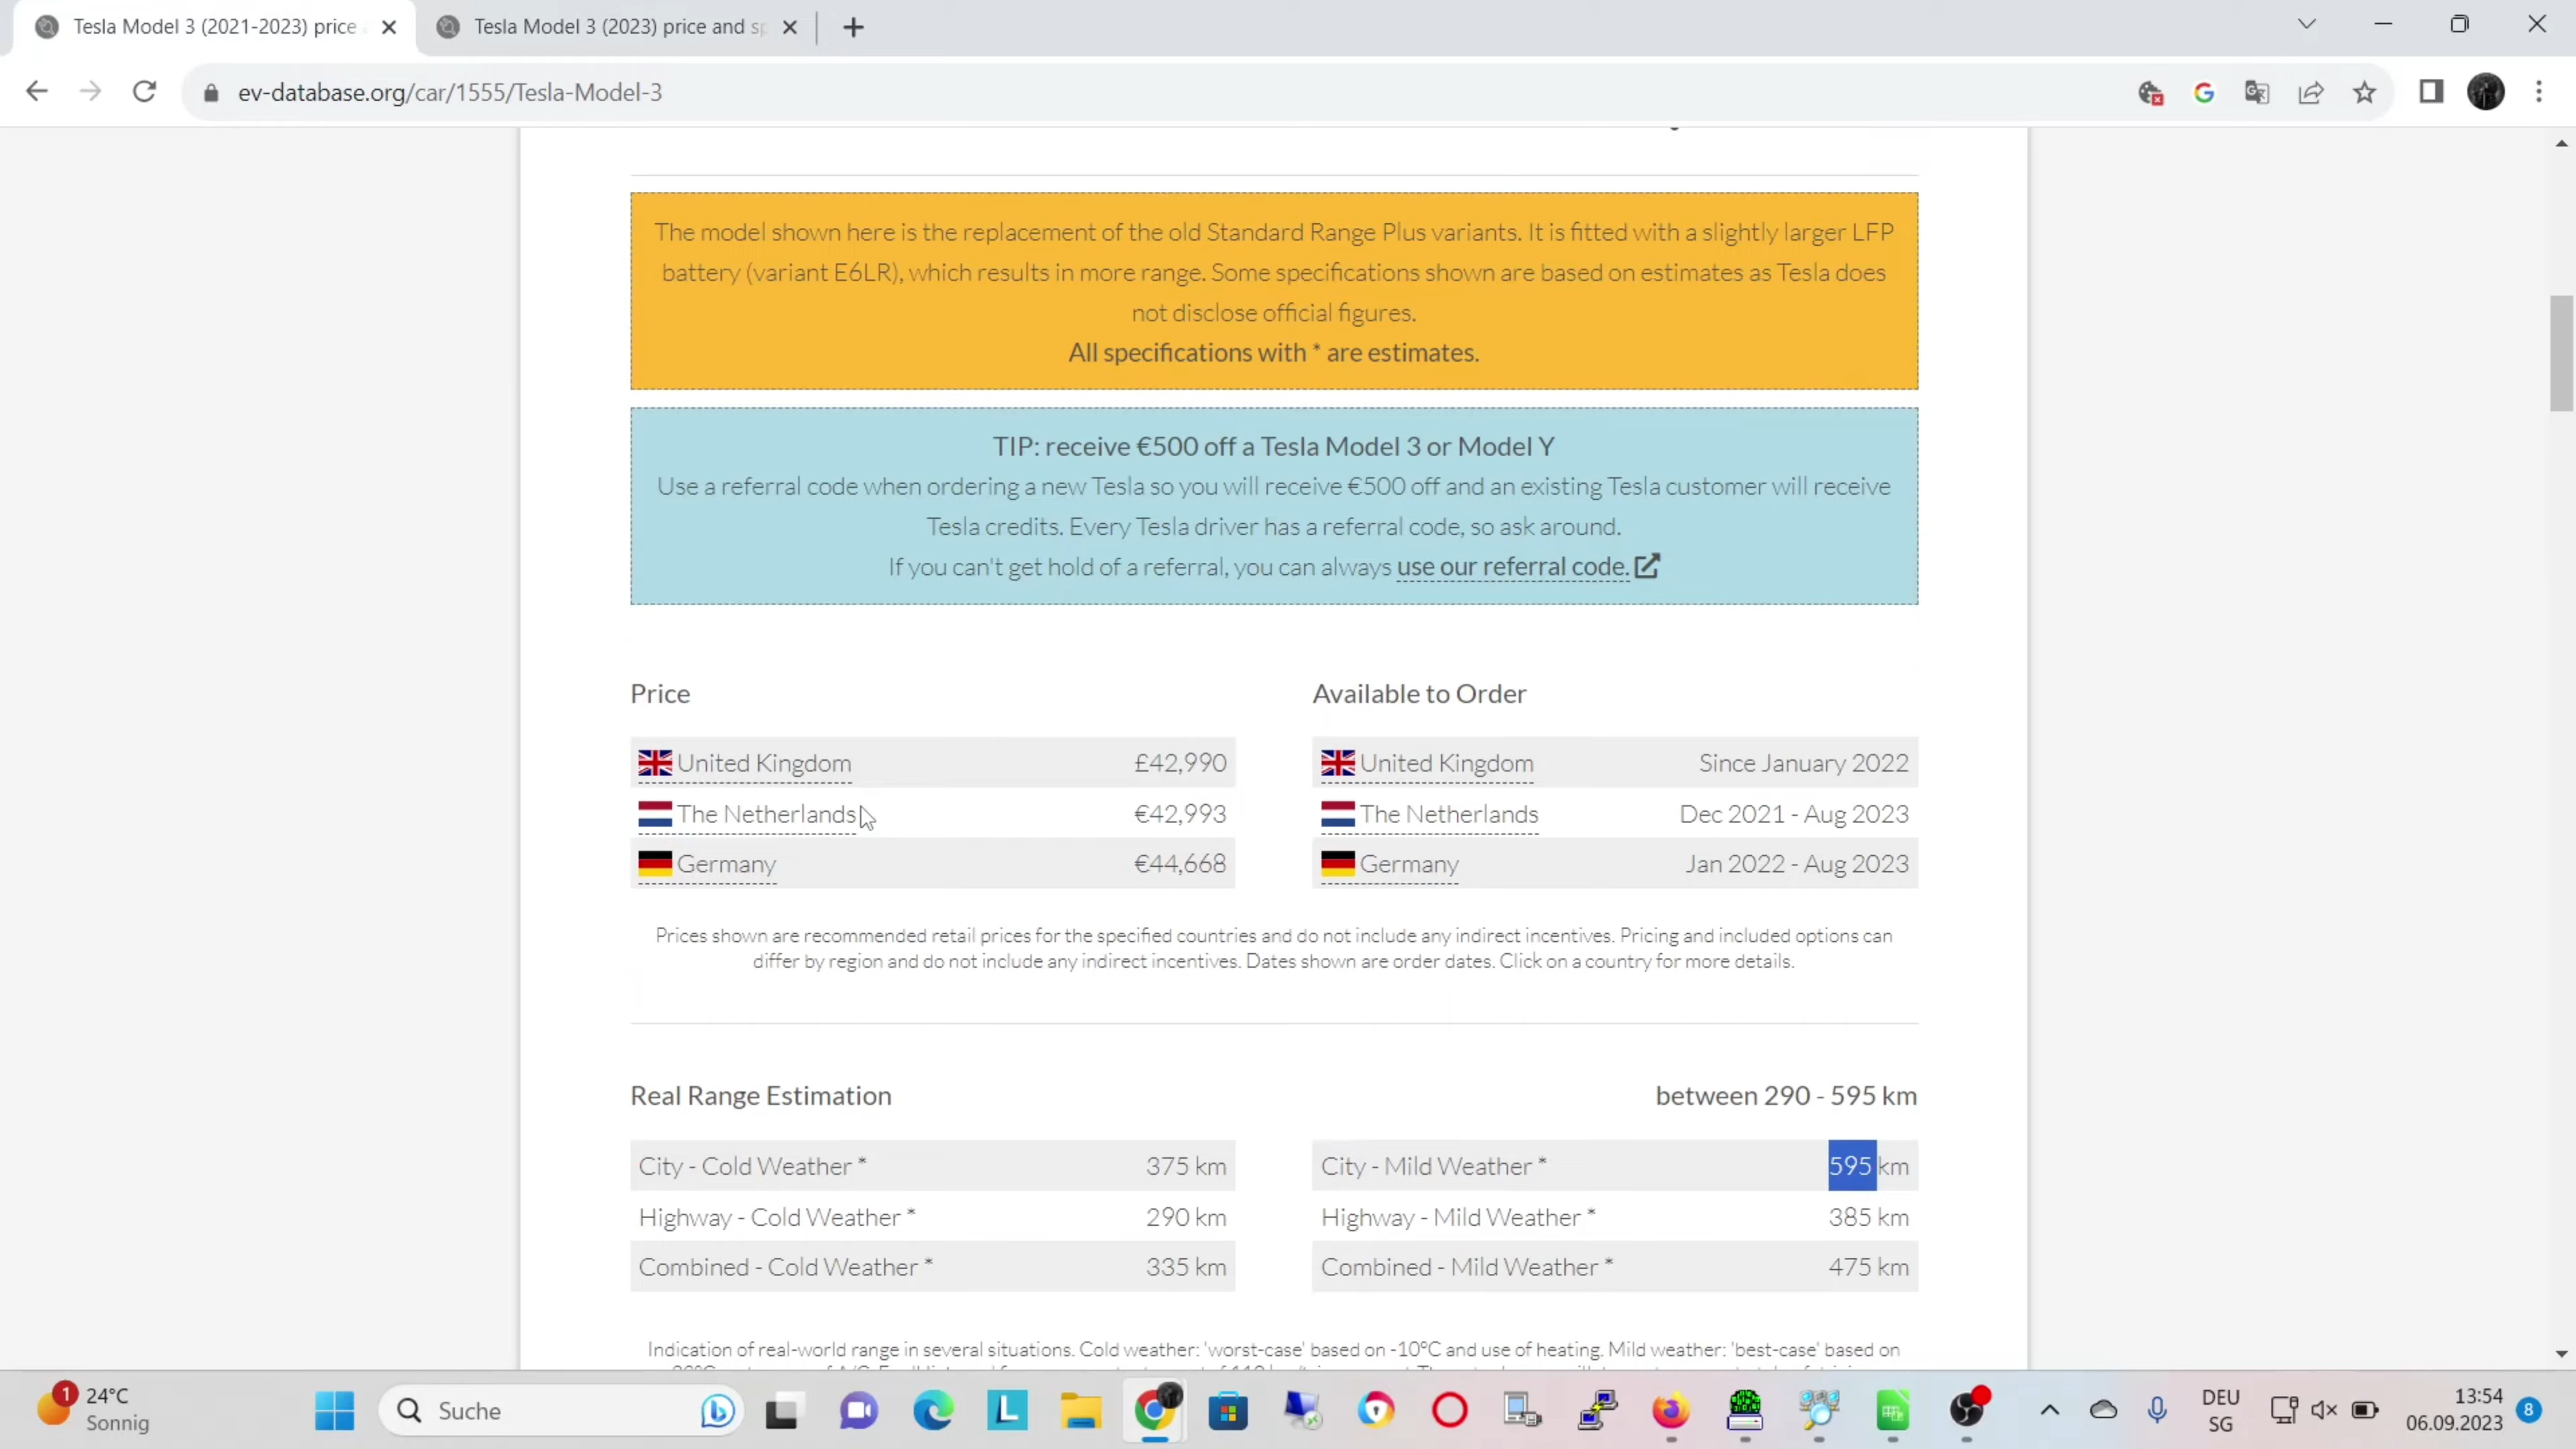 Tesla Model 3 (2021-2023) price
Tesla Model 3 (2023) price and sp
ev-database.org/car/1555/Tesla-Model-3
The model shown here is the replacement of the old Standard Range Plus variants. It is fitted with a slightly larger LFP
battery (variant E6LR), which results in more range. Some specifications shown are based on estimates as Tesla does
not disclose official figures.
All specifications with * are estimates.
TIP: receive €500 off a Tesla Model 3 or Model Y
Use a referral code when ordering a new Tesla so you will receive €500 off and an existing Tesla customer will receive
Tesla credits. Every Tesla driver has a referral code, so ask around.
If you can't get hold of a referral, you can always use our referral code.
Price
United Kingdom £42,990
The Netherlands €42,993
Germany €44,668
Available to Order
United Kingdom Since January 2022
The Netherlands Dec 2021 - Aug 2023
Germany Jan 2022 - Aug 2023
Prices shown are recommended retail prices for the specified countries and do not include any indirect incentives. Pricing and included options can
differ by region and do not include any indirect incentives. Dates shown are order dates. Click on a country for more details.
Real Range Estimation between 290 - 595 km
City - Cold Weather * 375 km
Highway - Cold Weather * 290 km
Combined - Cold Weather * 335 km
City - Mild Weather * 595 km
Highway - Mild Weather * 385 km
Combined - Mild Weather * 475 km
Indication of real-world range in several situations. Cold weather: 'worst-case' based on -10°C and use of heating. Mild weather: 'best-case' based on
1
24°C
Sonnig
Suche
L
DEU
SG
13:54
06.09.2023
8